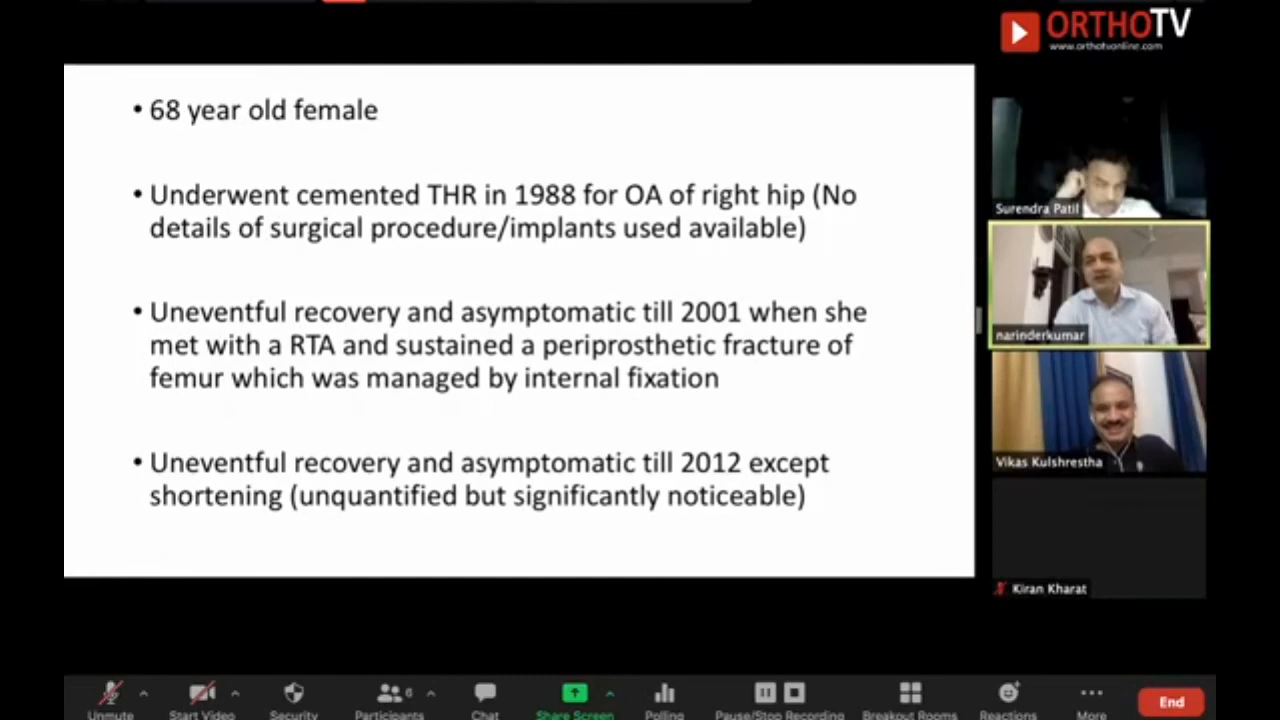 ORTHOTV
www.orthotvonline.com
• 68 year old female
• Underwent cemented THR in 1988 for OA of right hip (No
details of surgical procedure/implants used available)
• Uneventful recovery and asymptomatic till 2001 when she
met with a RTA and sustained a periprosthetic fracture of
femur which was managed by internal fixation
• Uneventful recovery and asymptomatic till 2012 except
shortening (unquantified but significantly noticeable)
Surendra Patil
narinderkumar
Vikas Kulshrestha
Kiran Kharat
6
Unmute Start Video Security Participants Chat Share Screen Polling Pause/Stop Recording Breakout Rooms Reactions More End